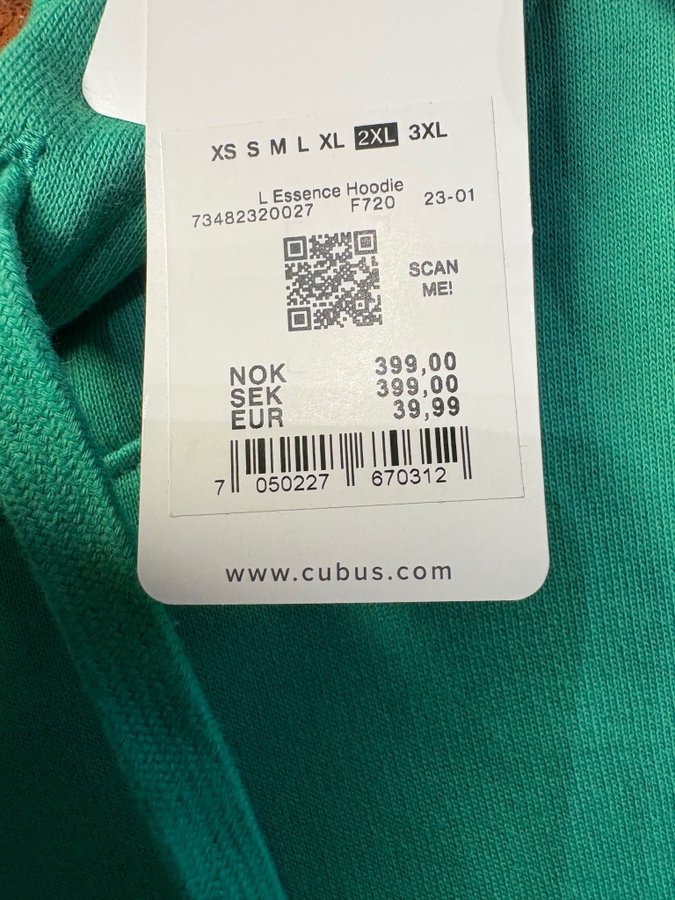 XS S M L XL 2XL 3XL
L Essence Hoodie
73482320027 F720 23-01
SCAN
ME!
NOK 399,00
SEK 399,00
EUR 39,99
7 050227 670312
www.cubus.com